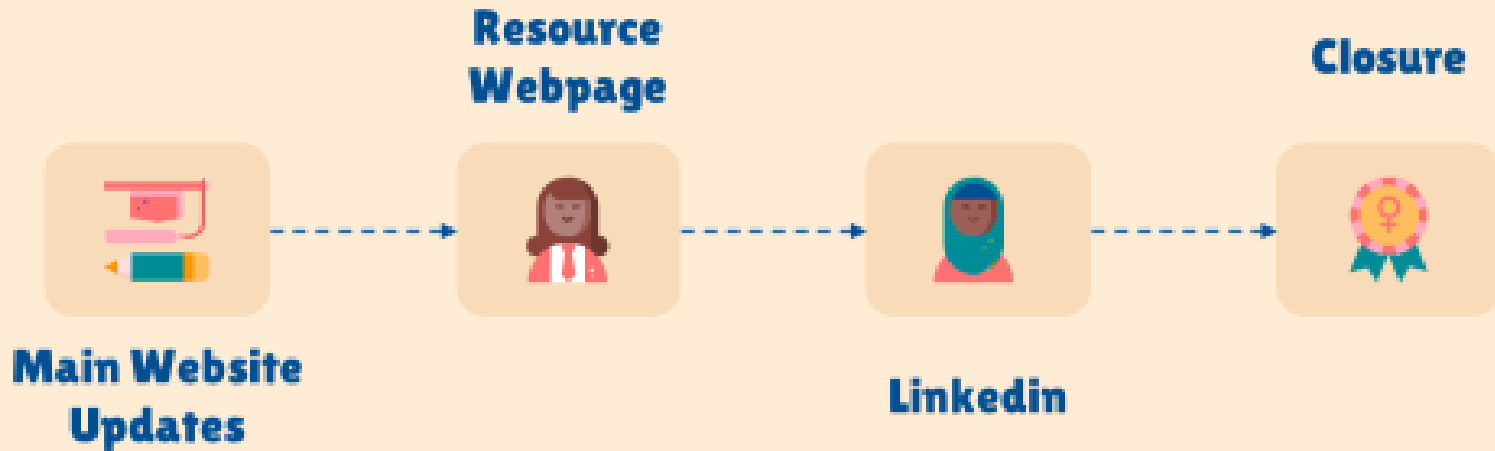 Resource
Webpage
Closure
Main Website
Updates
Linkedin